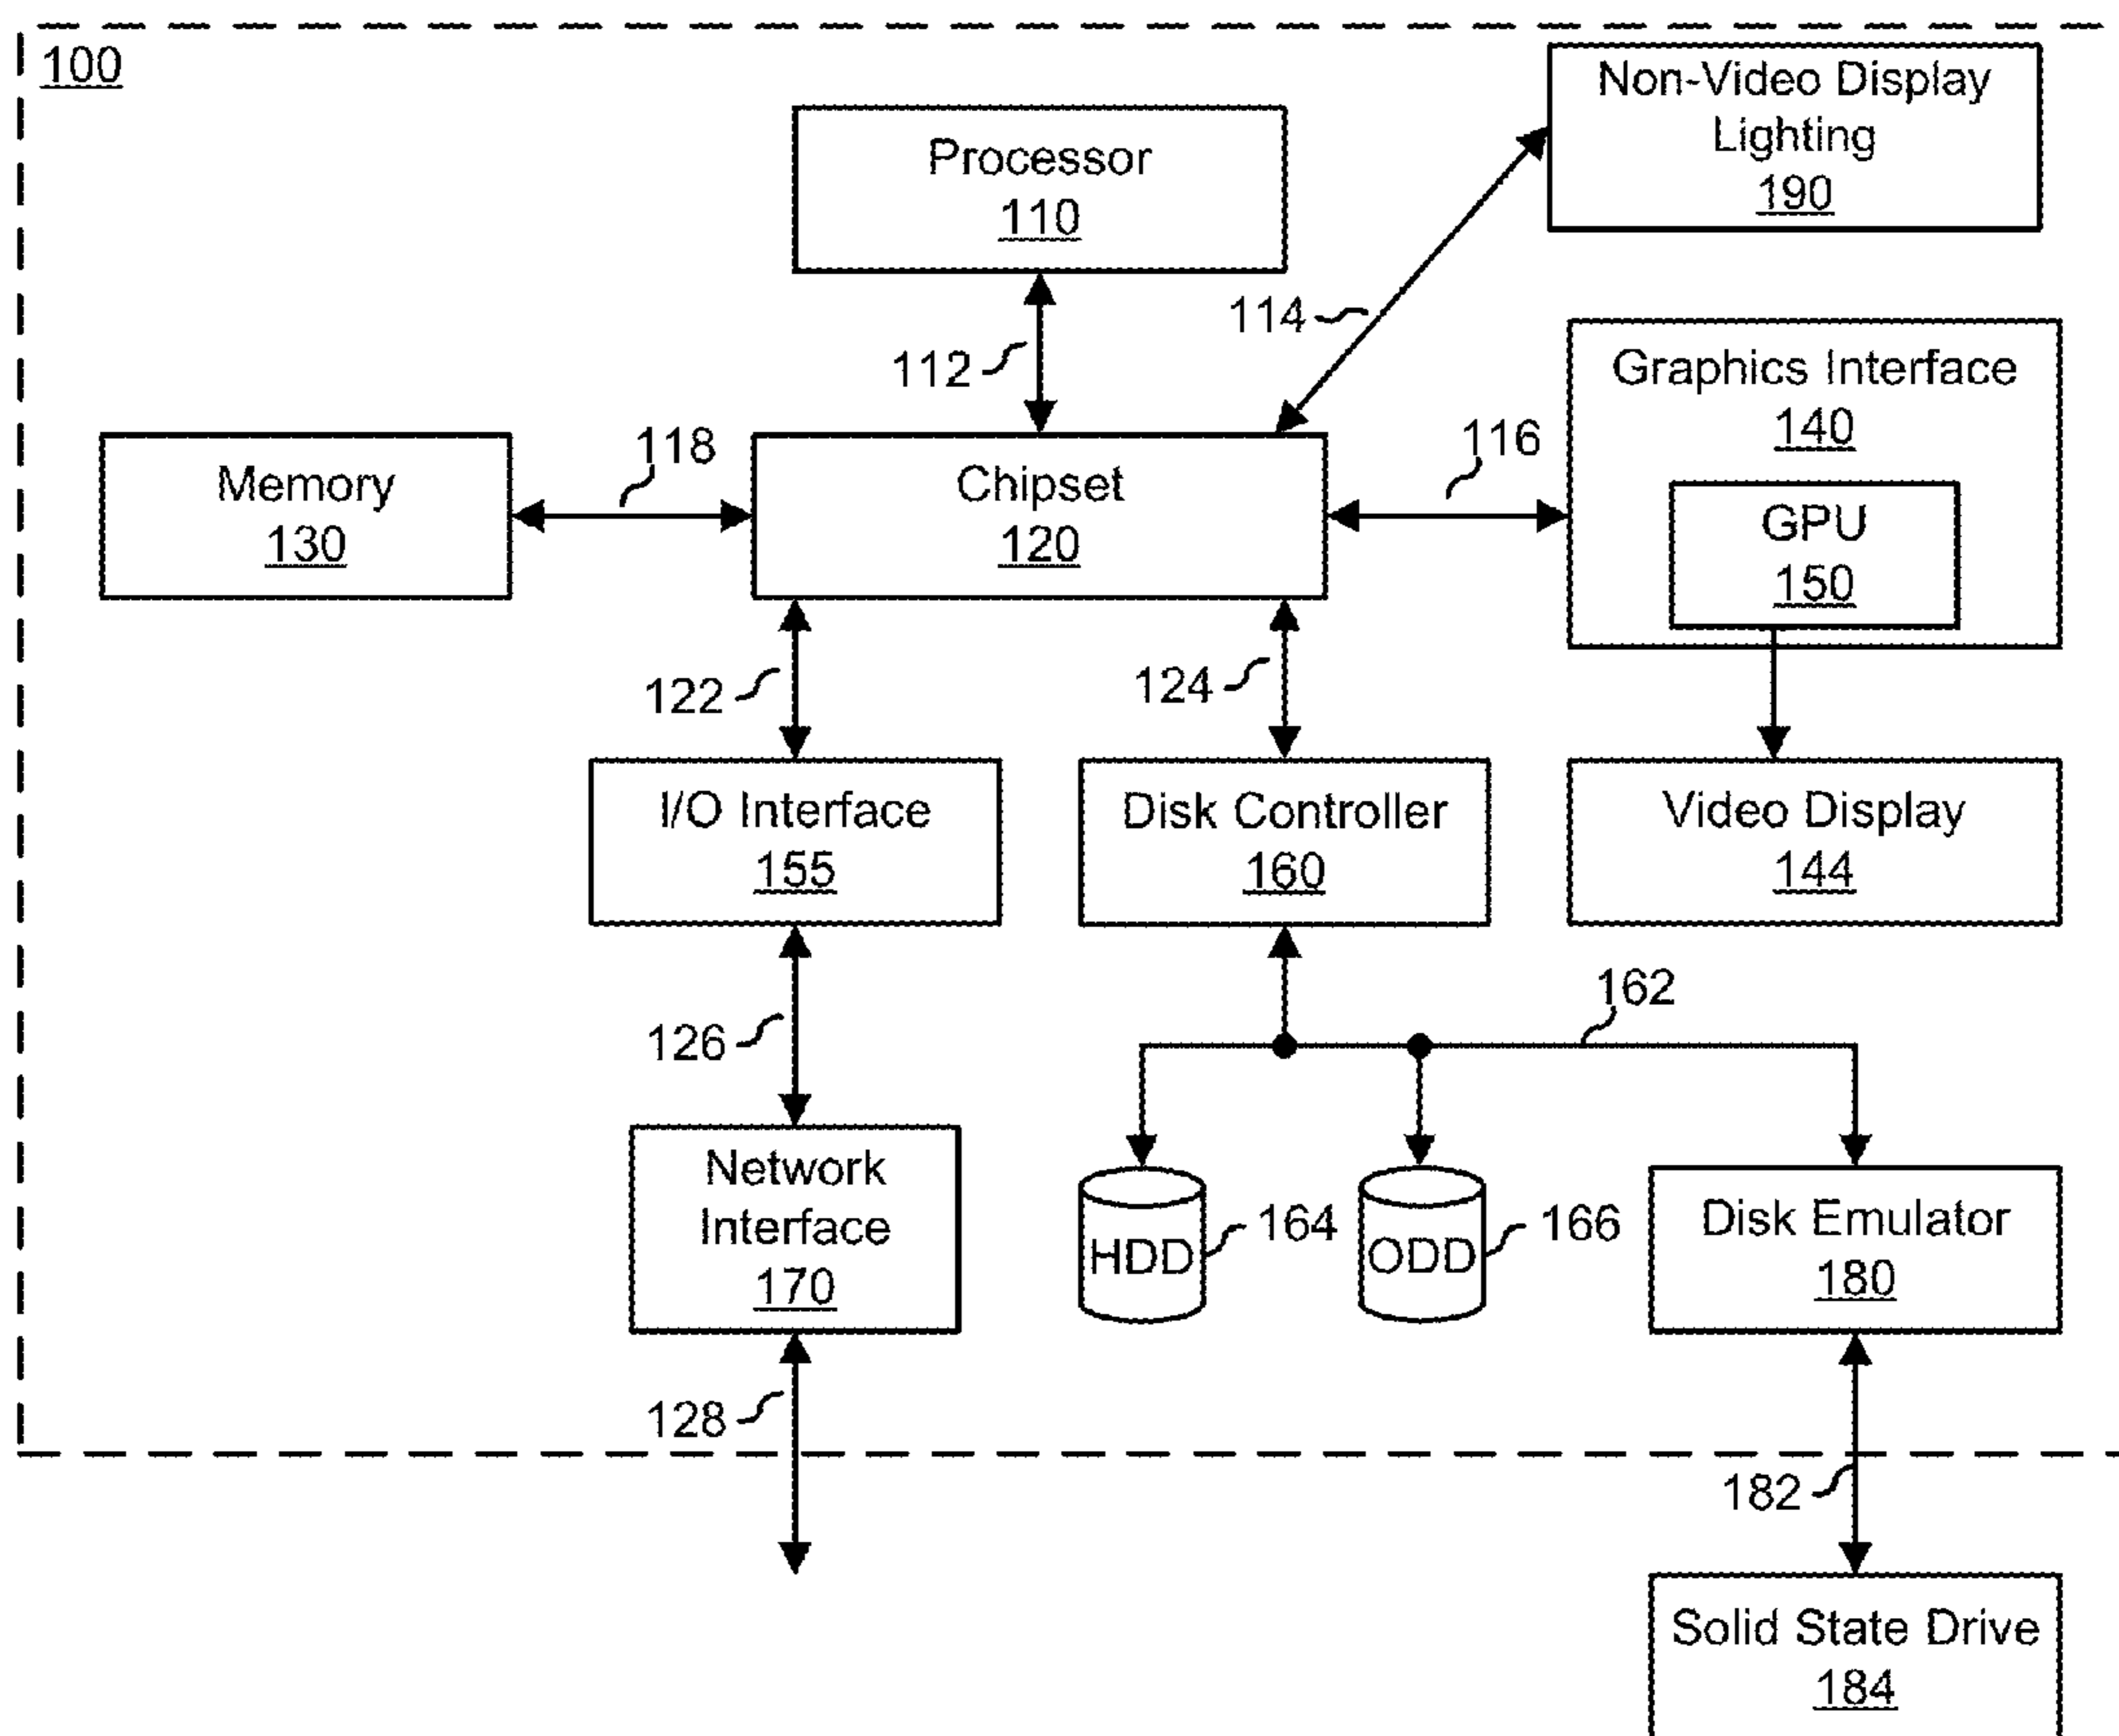 100
Non-Video Display
Lighting
190
Processor
110
114
112
Graphics Interface
140
116
118
Memory
130
Chipset
120
GPU
150
122
124
I/O Interface
155
Disk Controller
160
Video Display
144
162
126
Network
Interface
170
HDD
164
ODD
166
Disk Emulator
180
128
182
Solid State Drive
184